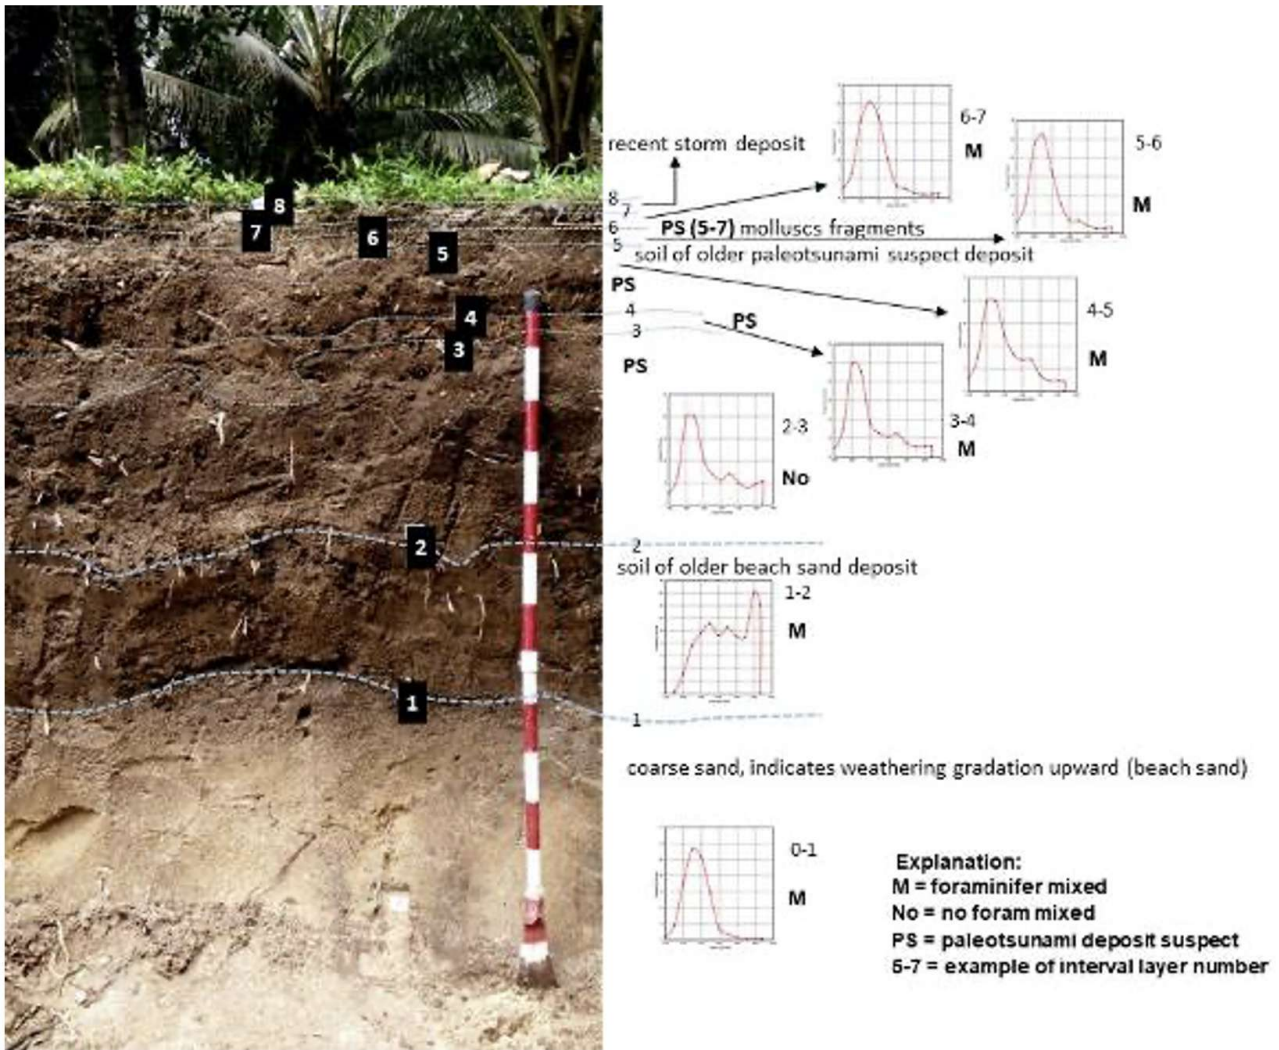 6-7
M
5-6
M
recent storm deposit
8
7
6
5
PS (5-7) molluscs fragments
soil of older paleotsunami suspect deposit
PS
4
3
PS
4-5
M
PS
3-4
M
2-3
No
2
soil of older beach sand deposit
1-2
M
1
coarse sand, indicates weathering gradation upward (beach sand)
0-1
M
Explanation:
M = foraminifer mixed
No = no foram mixed
PS = paleotsunami deposit suspect
5-7 = example of interval layer number
8
7
6
5
4
3
2
1